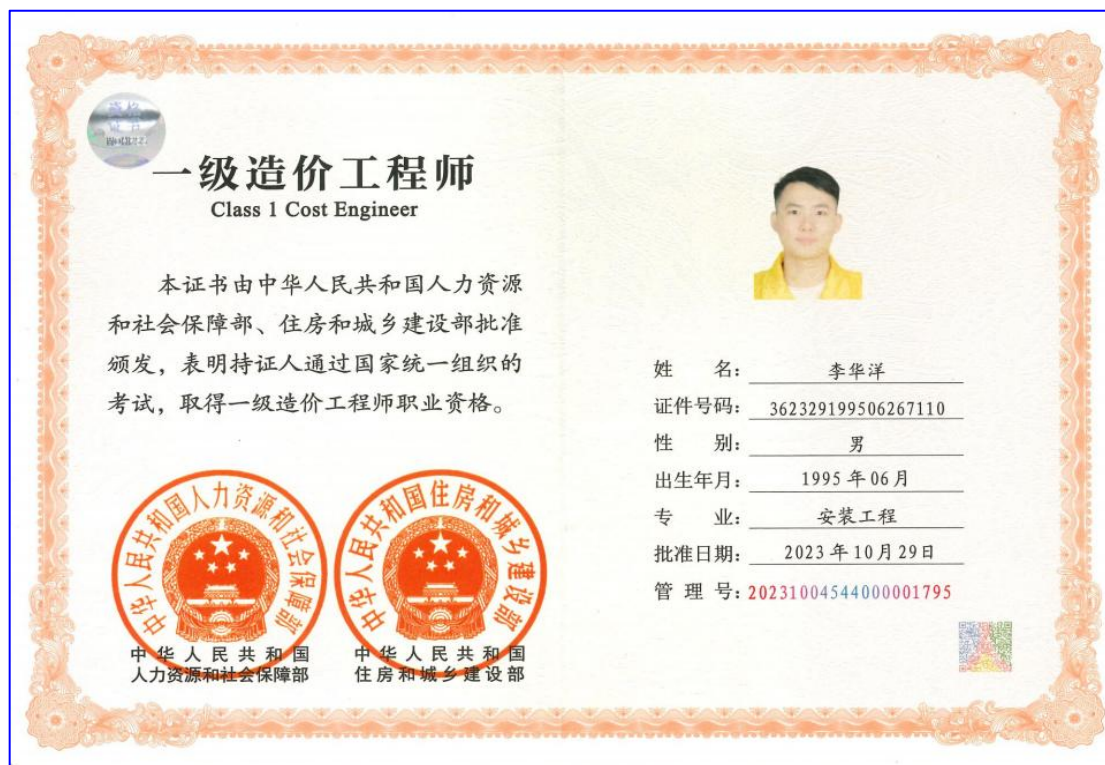 一级造价工程师
Class 1 Cost Engineer
本证书由中华人民共和国人力资源
和社会保障部、住房和城乡建设部批准
颁发，表明持证人通过国家统一组织的
考试，取得一级造价工程师职业资格。
中华人民共和国人力资源和社会保障部
中华人民共和国
人力资源和社会保障部
中华人民共和国住房和城乡建设部
中华人民共和国
住房和城乡建设部
姓 名： 李华洋
证件号码： 362329199506267110
性 别： 男
出生年月： 1995年06月
专 业： 安装工程
批准日期： 2023年10月29日
管 理 号： 20231004544000001795